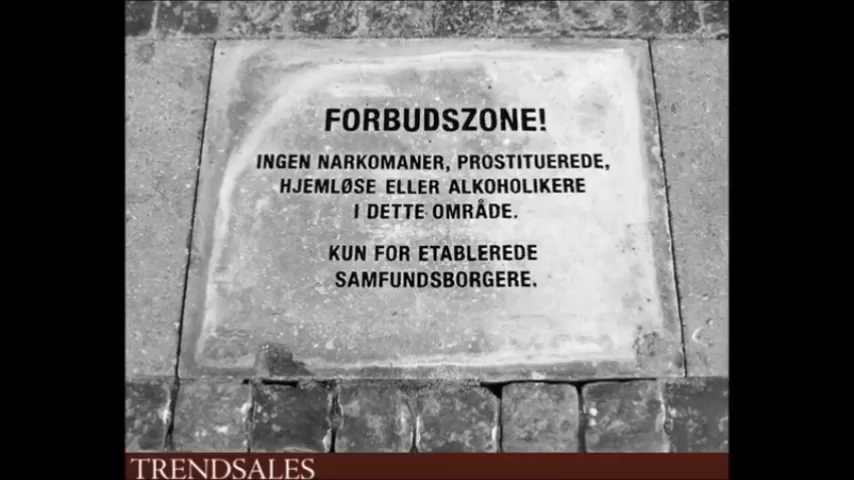 FORBUDSZONE!
INGEN NARKOMANER, PROSTITUEREDE,
HJEMLØSE ELLER ALKOHOLIKERE
I DETTE OMRÅDE.
KUN FOR ETABLEREDE
SAMFUNDSBORGERE.
TRENDSALES